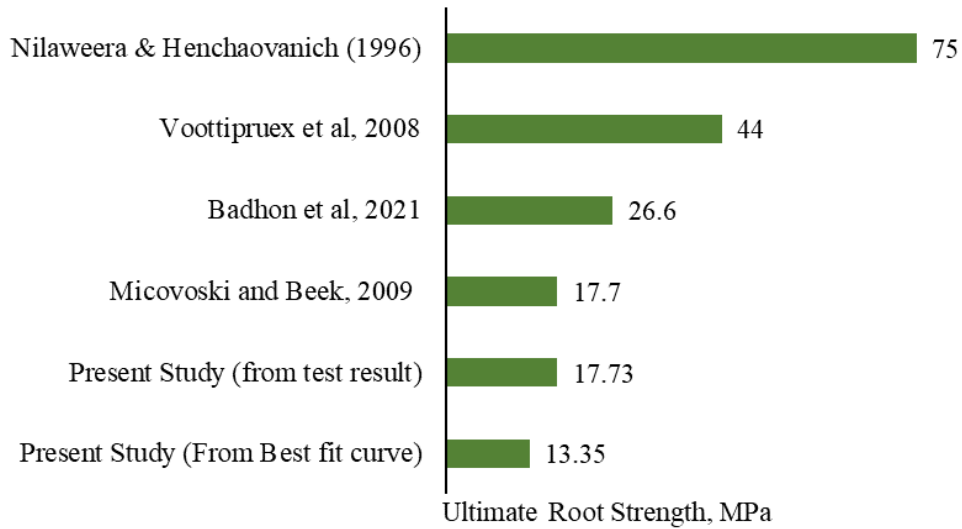 Nilaweera & Henchaovanich (1996) 75
Voottipruex et al, 2008 44
Badhon et al, 2021 26.6
Micovoski and Beek, 2009 17.7
Present Study (from test result) 17.73
Present Study (From Best fit curve) 13.35
Ultimate Root Strength, MPa